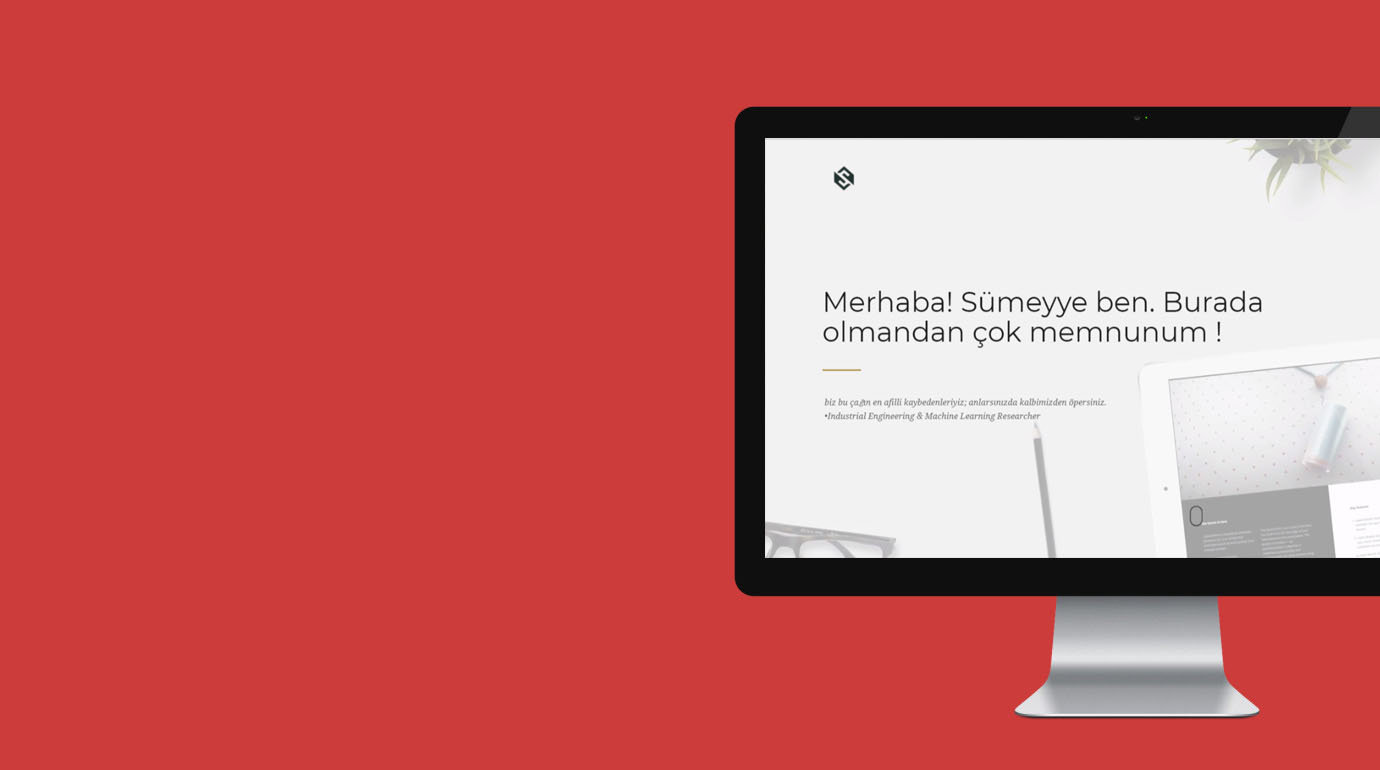 Merhaba! Sümeyye ben. Burada
olmandan çok memnunum !
biz bu çağın en afilli kaybedenleriyiz; anlarsınızda kalbimizden öpersiniz.
•Industrial Engineering & Machine Learning Researcher